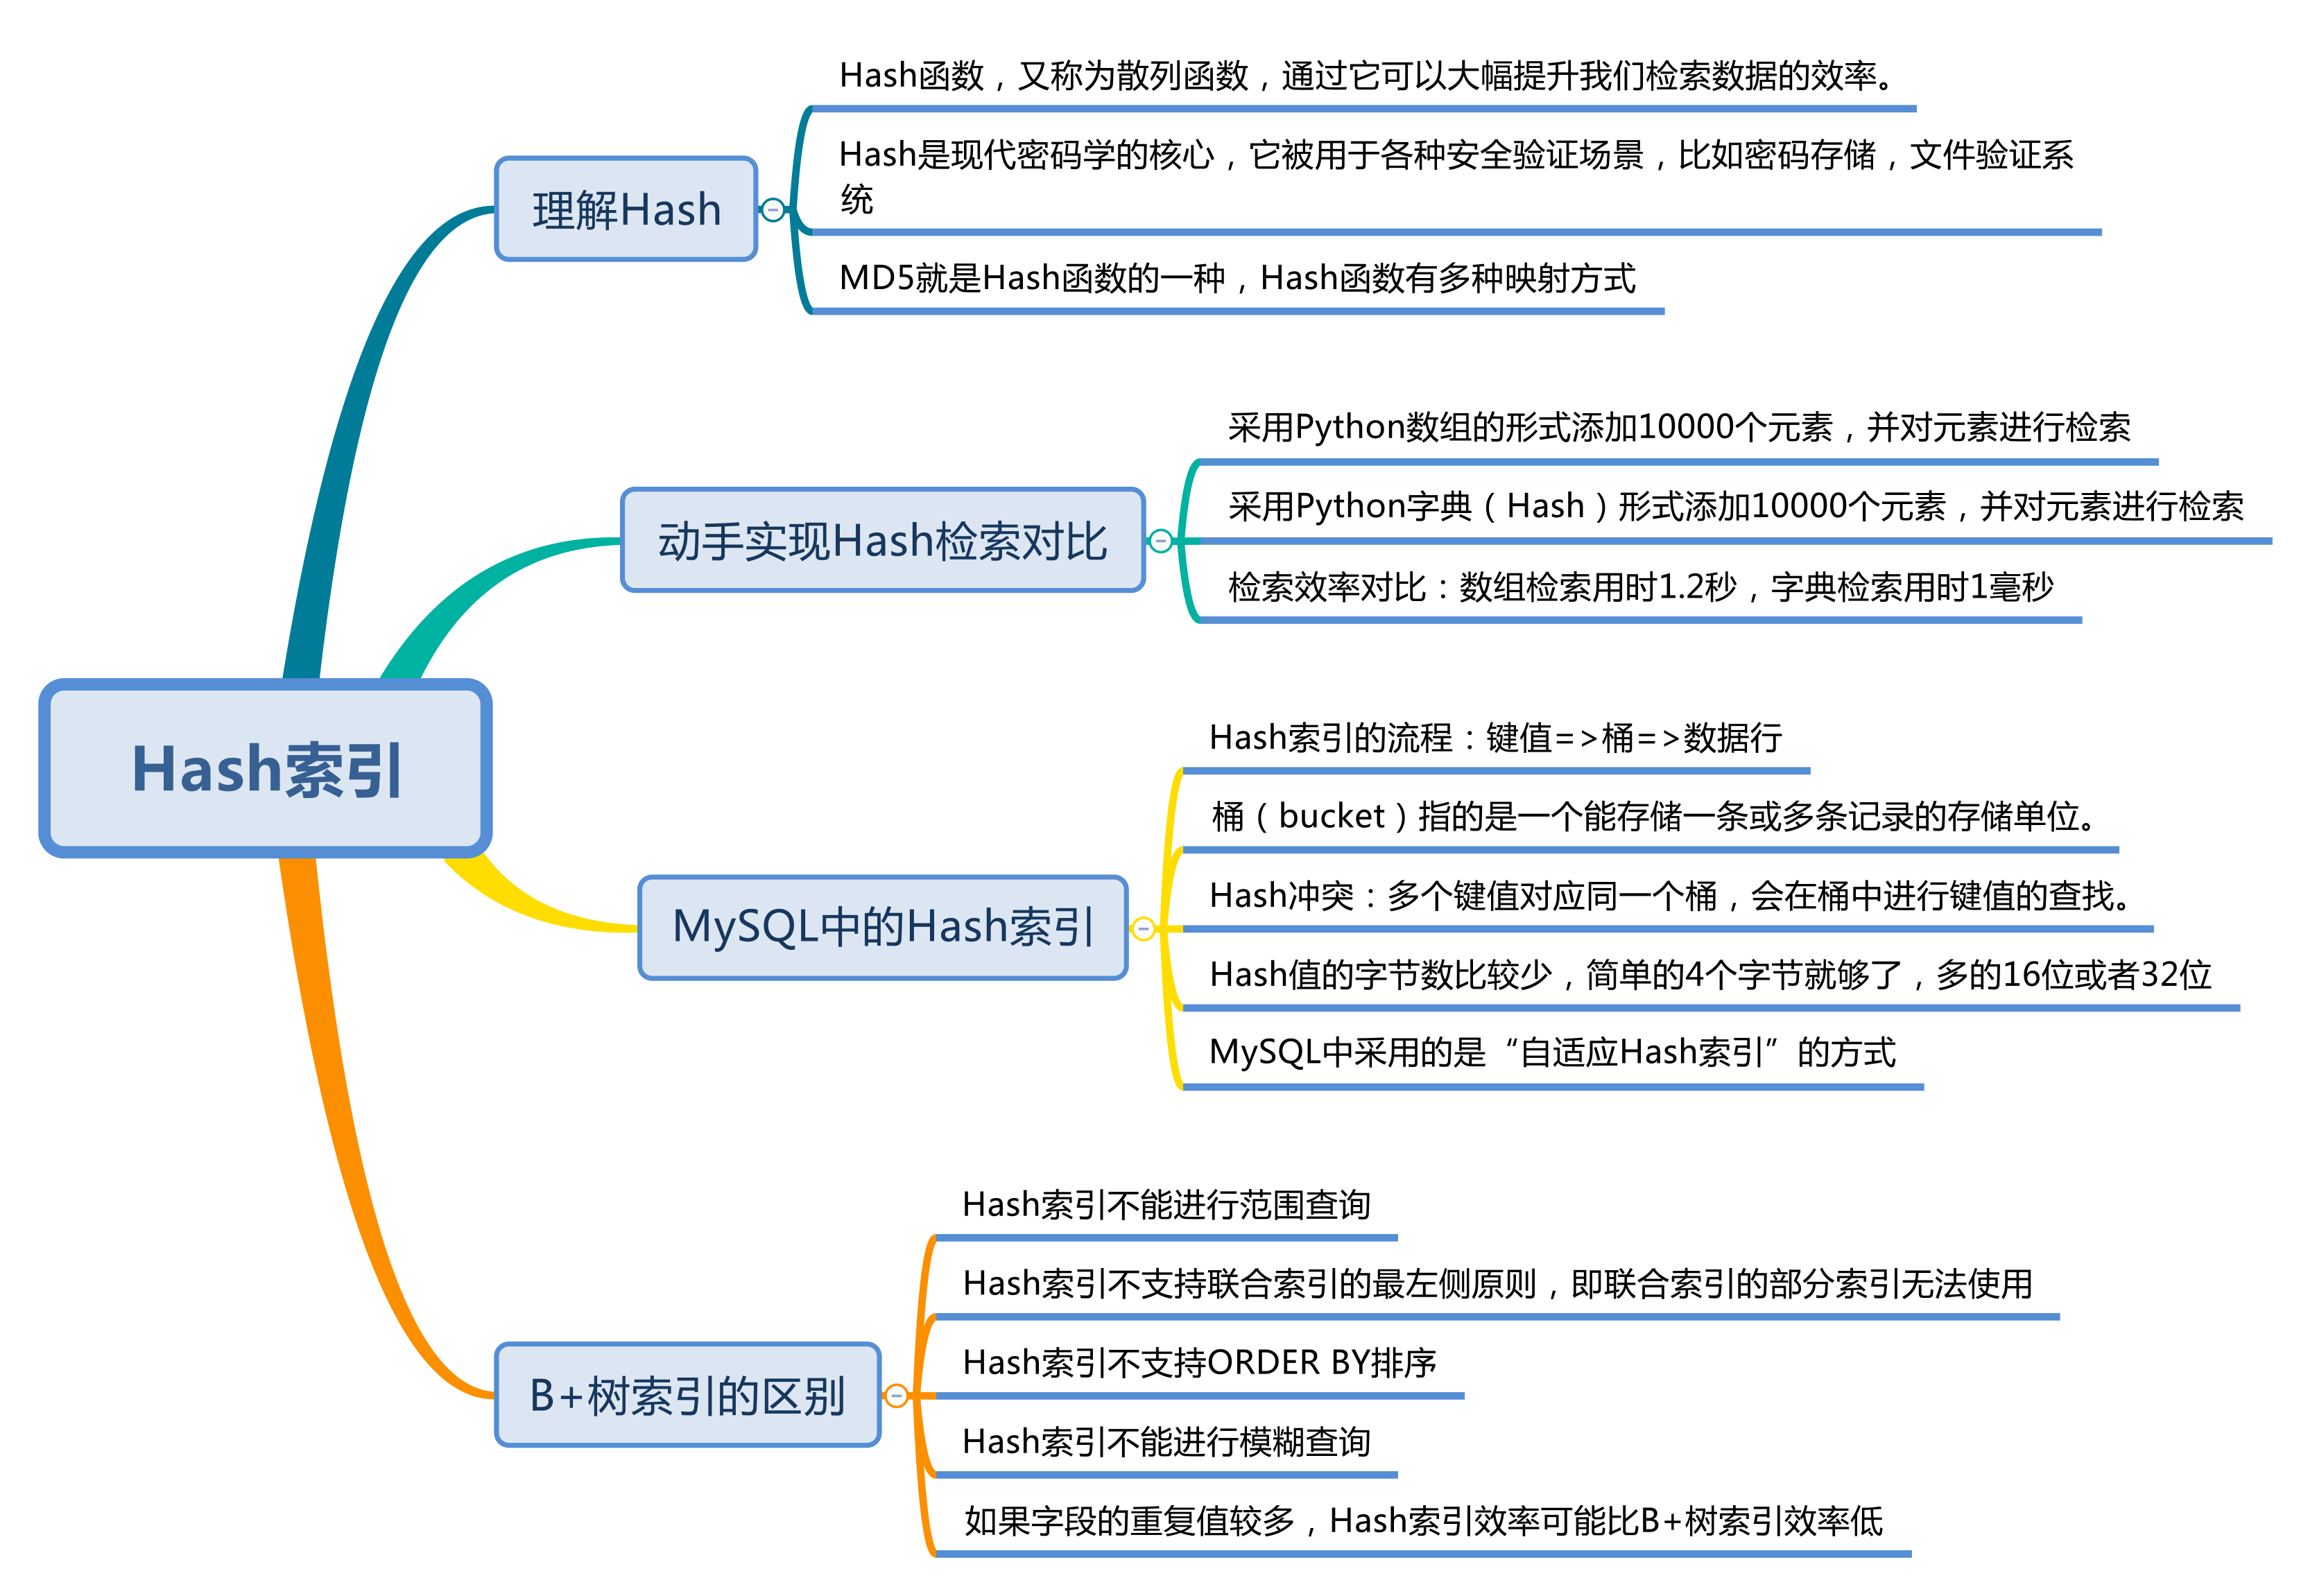 Hash函数，又称为散列函数，通过它可以大幅提升我们检索数据的效率。
Hash是现代密码学的核心，它被用于各种安全验证场景，比如密码存储，文件验证系
统
理解Hash
MD5就是Hash函数的一种，Hash函数有多种映射方式
采用Python数组的形式添加10000个元素，并对元素进行检索
采用Python字典（Hash）形式添加10000个元素，并对元素进行检索
动手实现Hash检索对比
检索效率对比：数组检索用时1.2秒，字典检索用时1毫秒
Hash索引
Hash索引的流程：键值=>桶=>数据行
桶（bucket）指的是一个能存储一条或多条记录的存储单位。
Hash冲突：多个键值对应同一个桶，会在桶中进行键值的查找。
MySQL中的Hash索引
Hash值的字节数比较少，简单的4个字节就够了，多的16位或者32位
MySQL中采用的是“自适应Hash索引”的方式
Hash索引不能进行范围查询
Hash索引不支持联合索引的最左侧原则，即联合索引的部分索引无法使用
Hash索引不支持ORDER BY排序
B+树索引的区别
Hash索引不能进行模糊查询
如果字段的重复值较多，Hash索引效率可能比B+树索引效率低